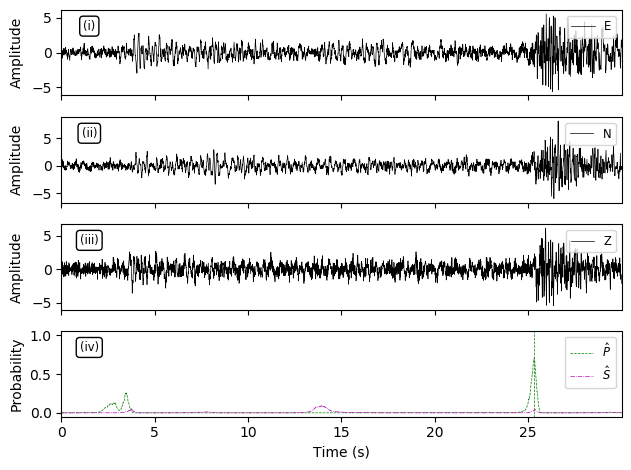 5
0
−5
Amplitude
(i)
E
5
0
−5
Amplitude
(ii)
N
5
0
−5
Amplitude
(iii)
Z
1.0
0.5
0.0
Probability
(iv)
P̂
Ŝ
0 5 10 15 20 25
Time (s)